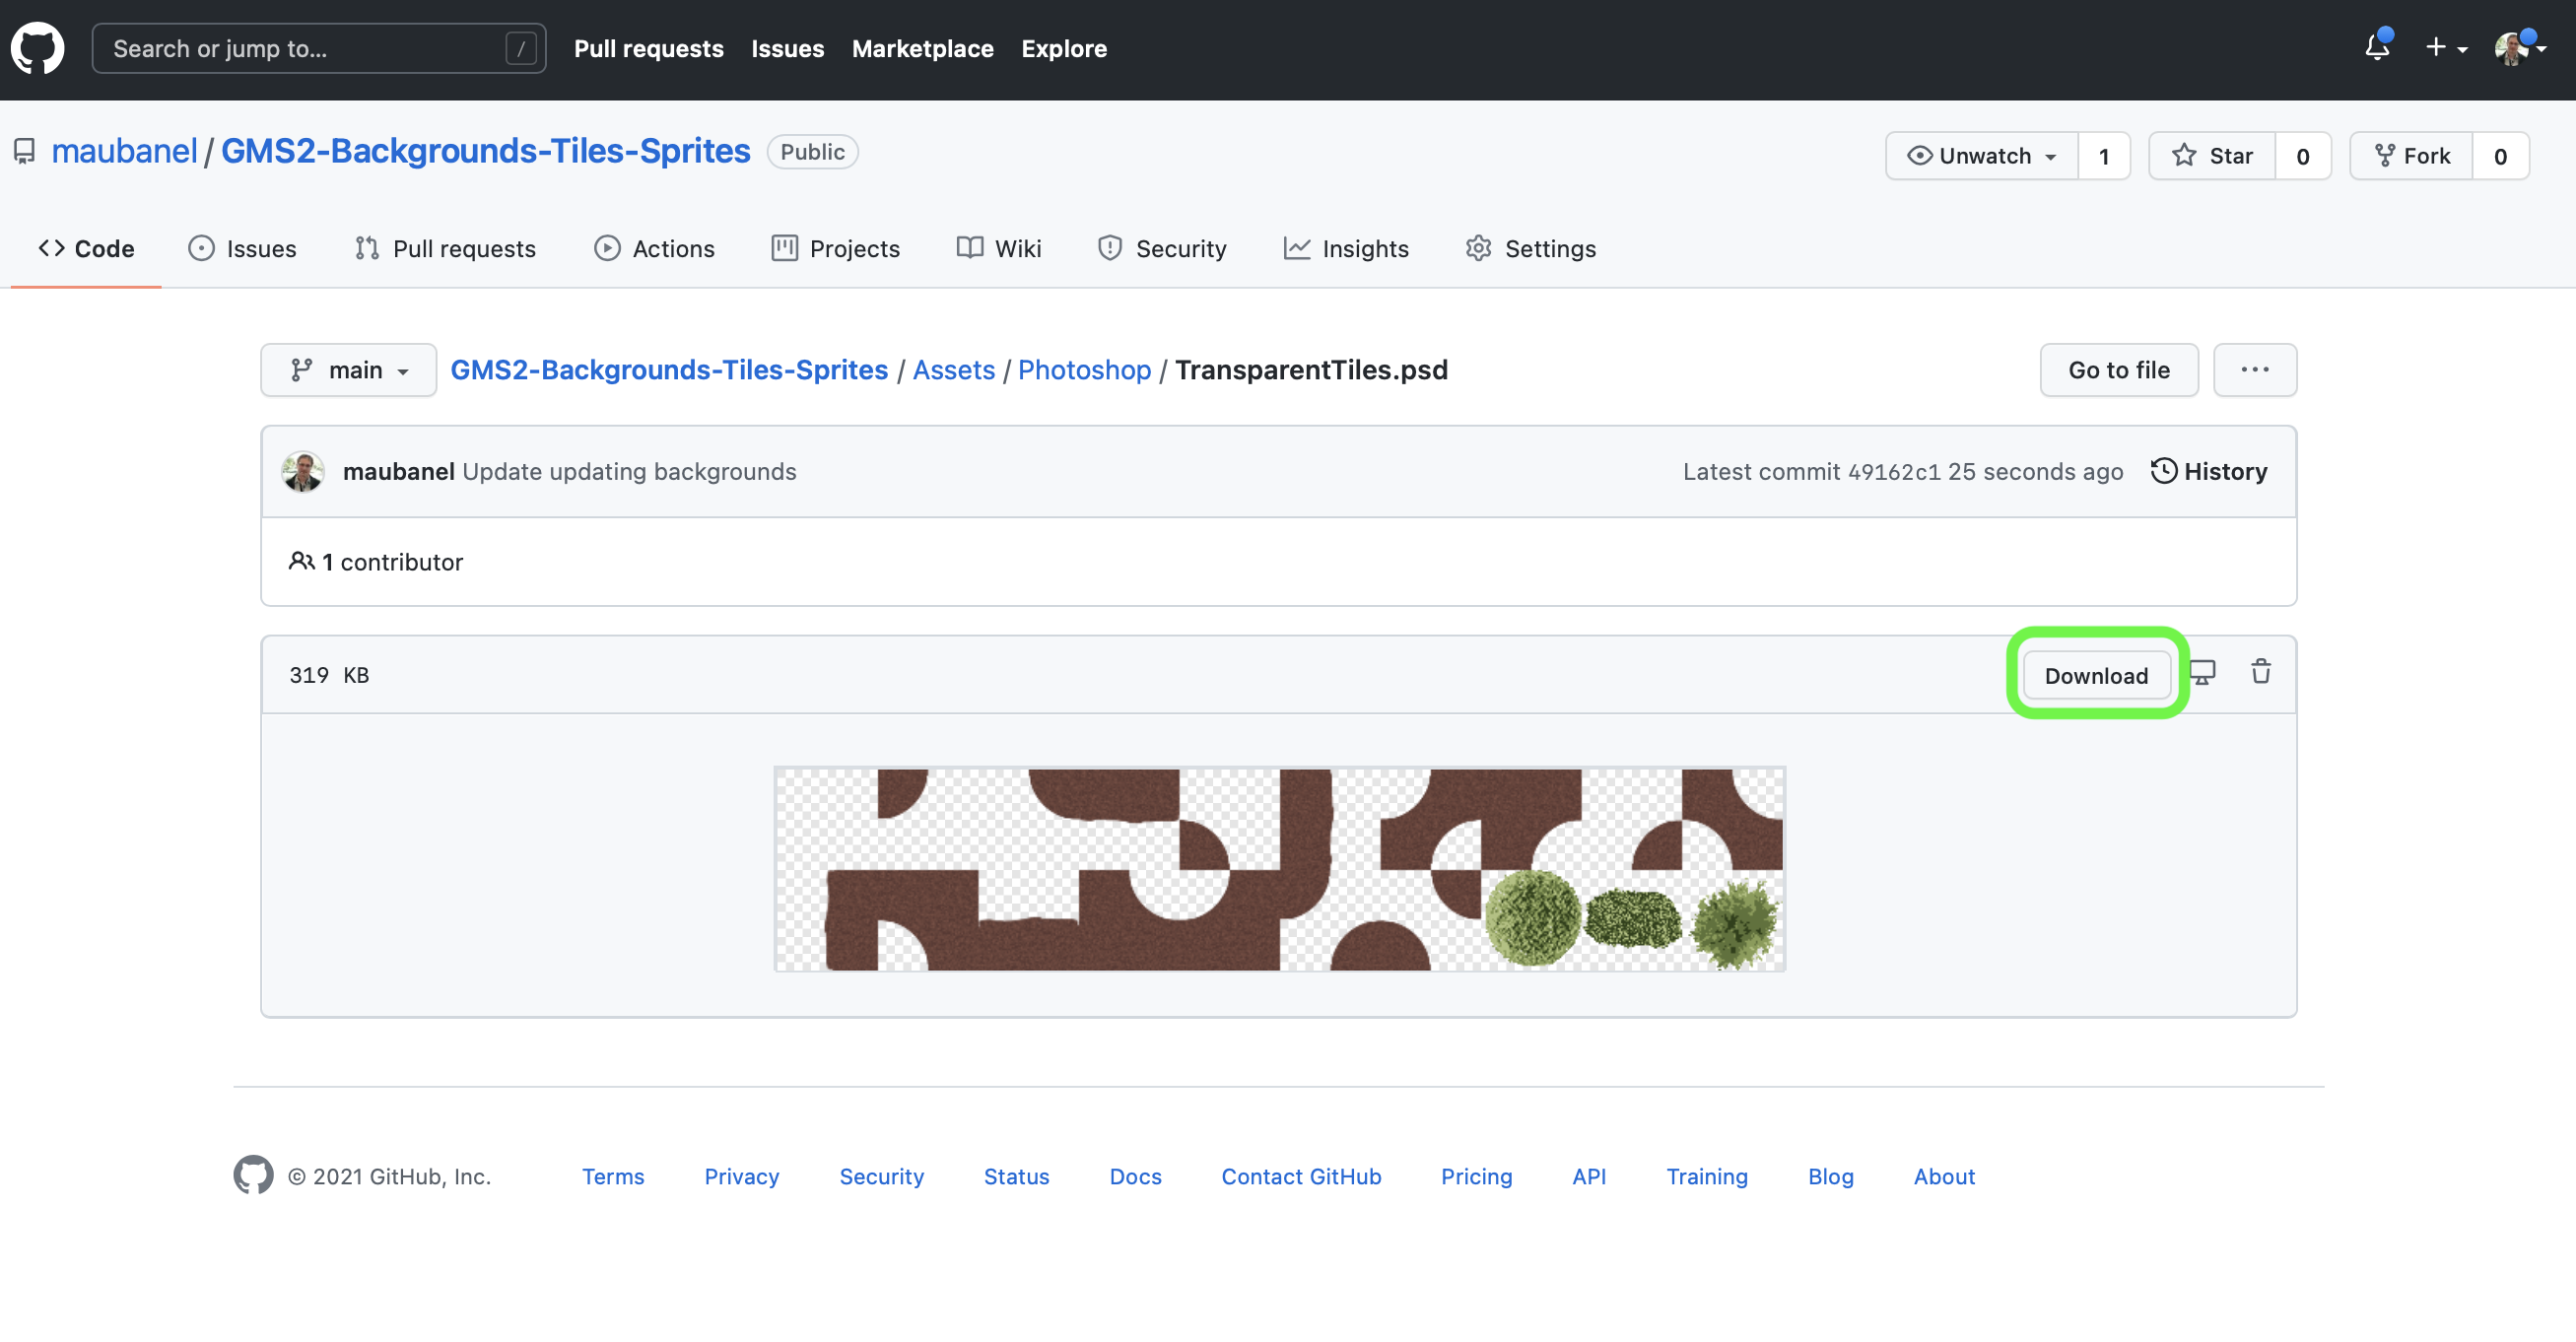 Search or jump to... / Pull requests Issues Marketplace Explore
maubanel / GMS2-Backgrounds-Tiles-Sprites Public Unwatch 1 Star 0 Fork 0
Code Issues Pull requests Actions Projects Wiki Security Insights Settings
main GMS2-Backgrounds-Tiles-Sprites / Assets / Photoshop / TransparentTiles.psd Go to file ...
maubanel Update updating backgrounds Latest commit 49162c1 25 seconds ago History
1 contributor
319 KB Download
© 2021 GitHub, Inc. Terms Privacy Security Status Docs Contact GitHub Pricing API Training Blog About